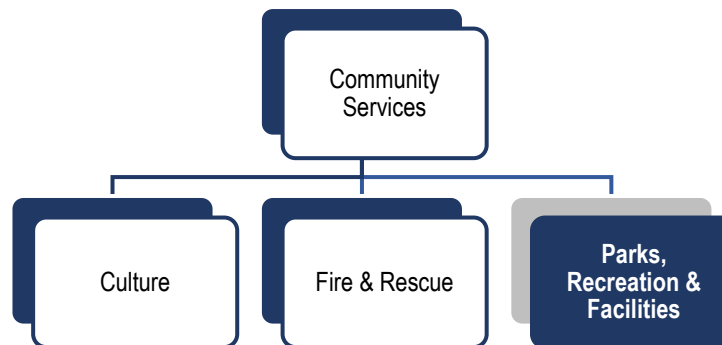 Community
Services
Culture
Fire & Rescue
Parks,
Recreation &
Facilities